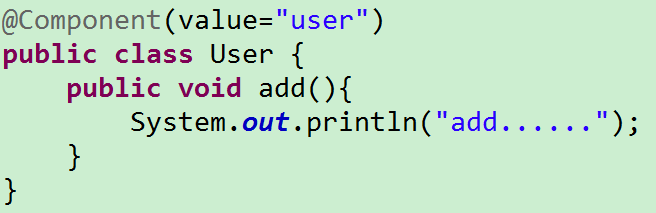 @Component(value="user")
public class User {
    public void add(){
        System.out.println("add......");
    }
}